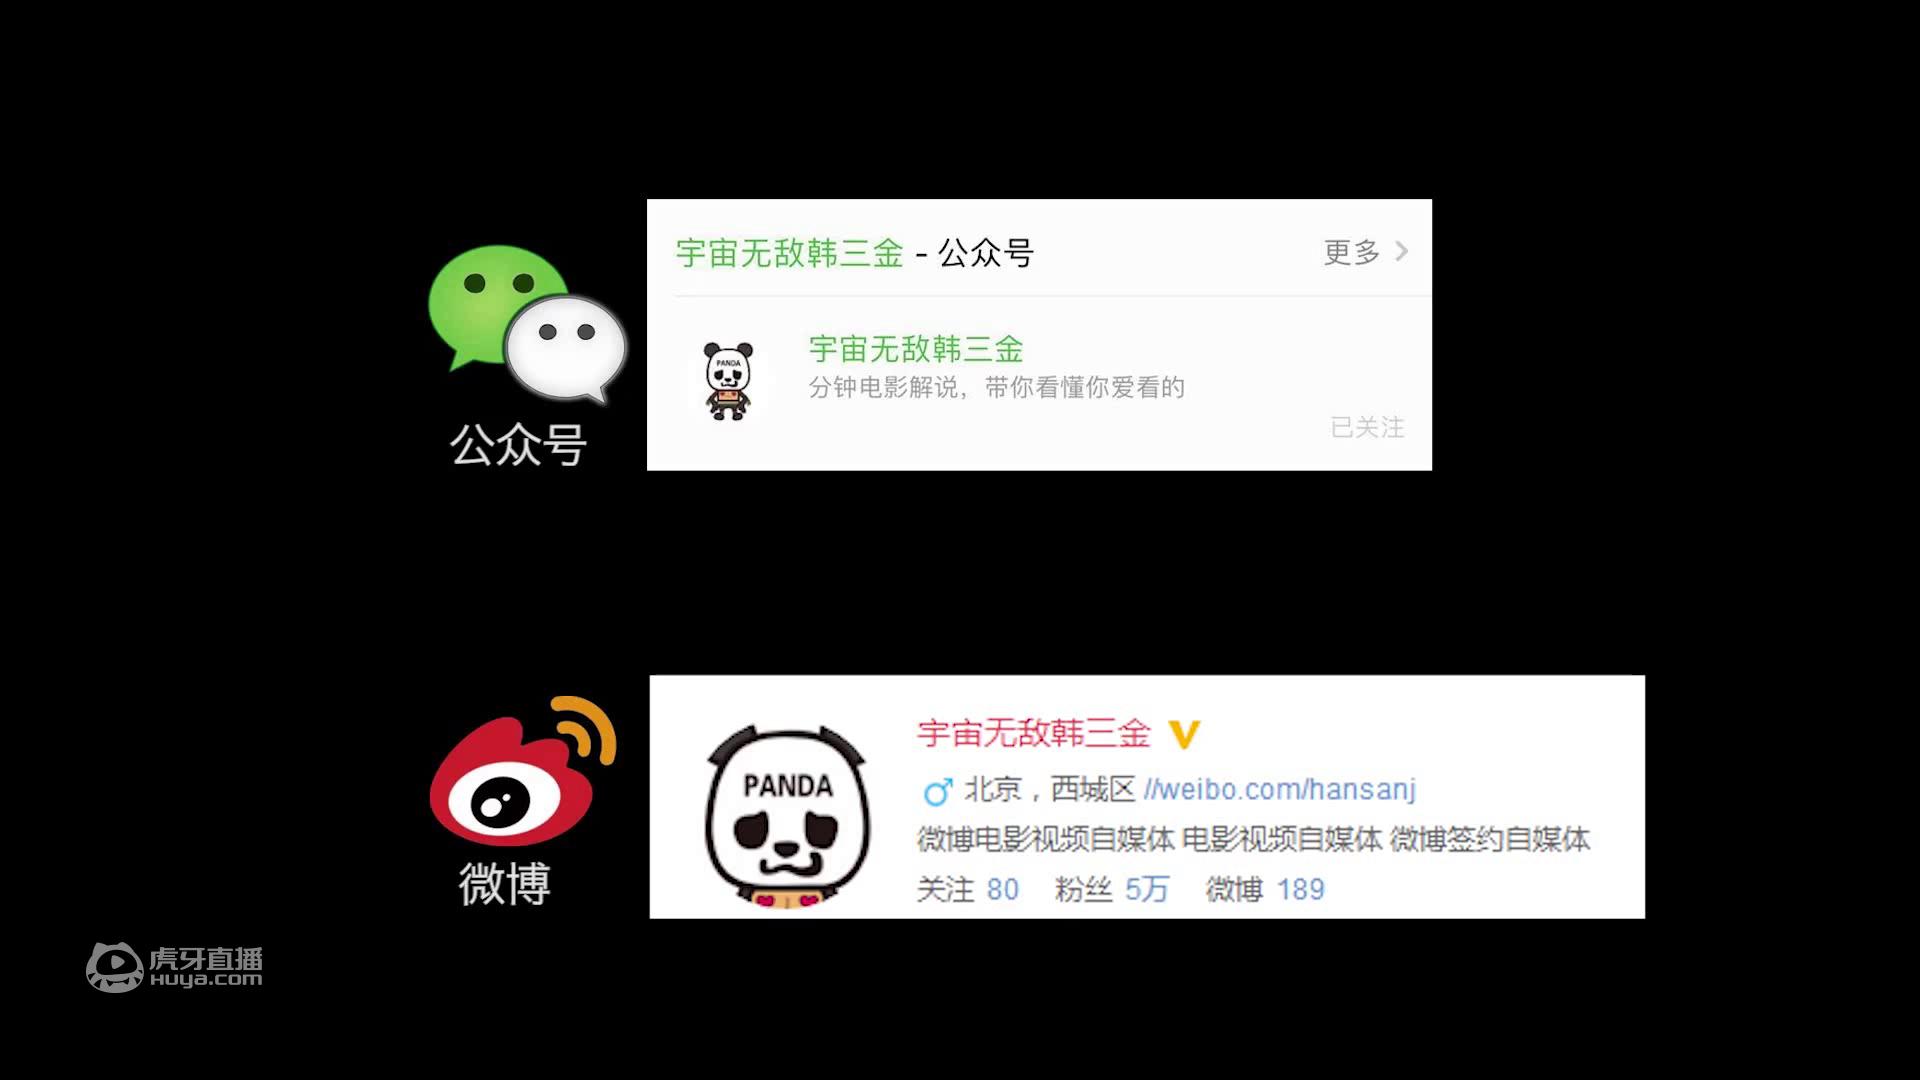 宇宙无敌韩三金 - 公众号
更多
PANDA
宇宙无敌韩三金
分钟电影解说，带你看懂你爱看的
已关注
公众号
宇宙无敌韩三金
PANDA
北京，西城区 //weibo.com/hansanj
微博电影视频自媒体 电影视频自媒体 微博签约自媒体
关注 80 粉丝 5万 微博 189
微博
虎牙直播
HUYA.COM